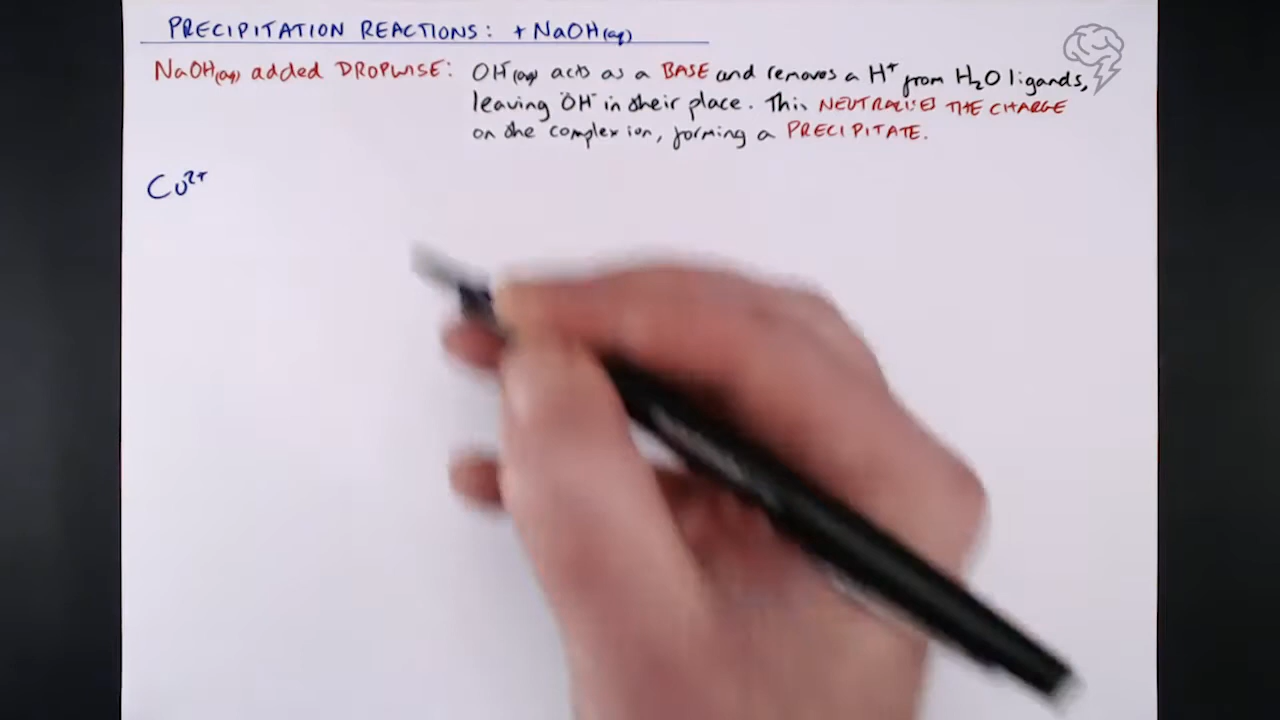 PRECIPITATION REACTIONS: + NaOH(aq)
NaOH(aq) added DROPWISE: OH⁻(aq) acts as a BASE and removes a H⁺ from H₂O ligands,
leaving OH⁻ in their place. This NEUTRALISES THE CHARGE
on the complex ion, forming a PRECIPITATE.
Cu²⁺